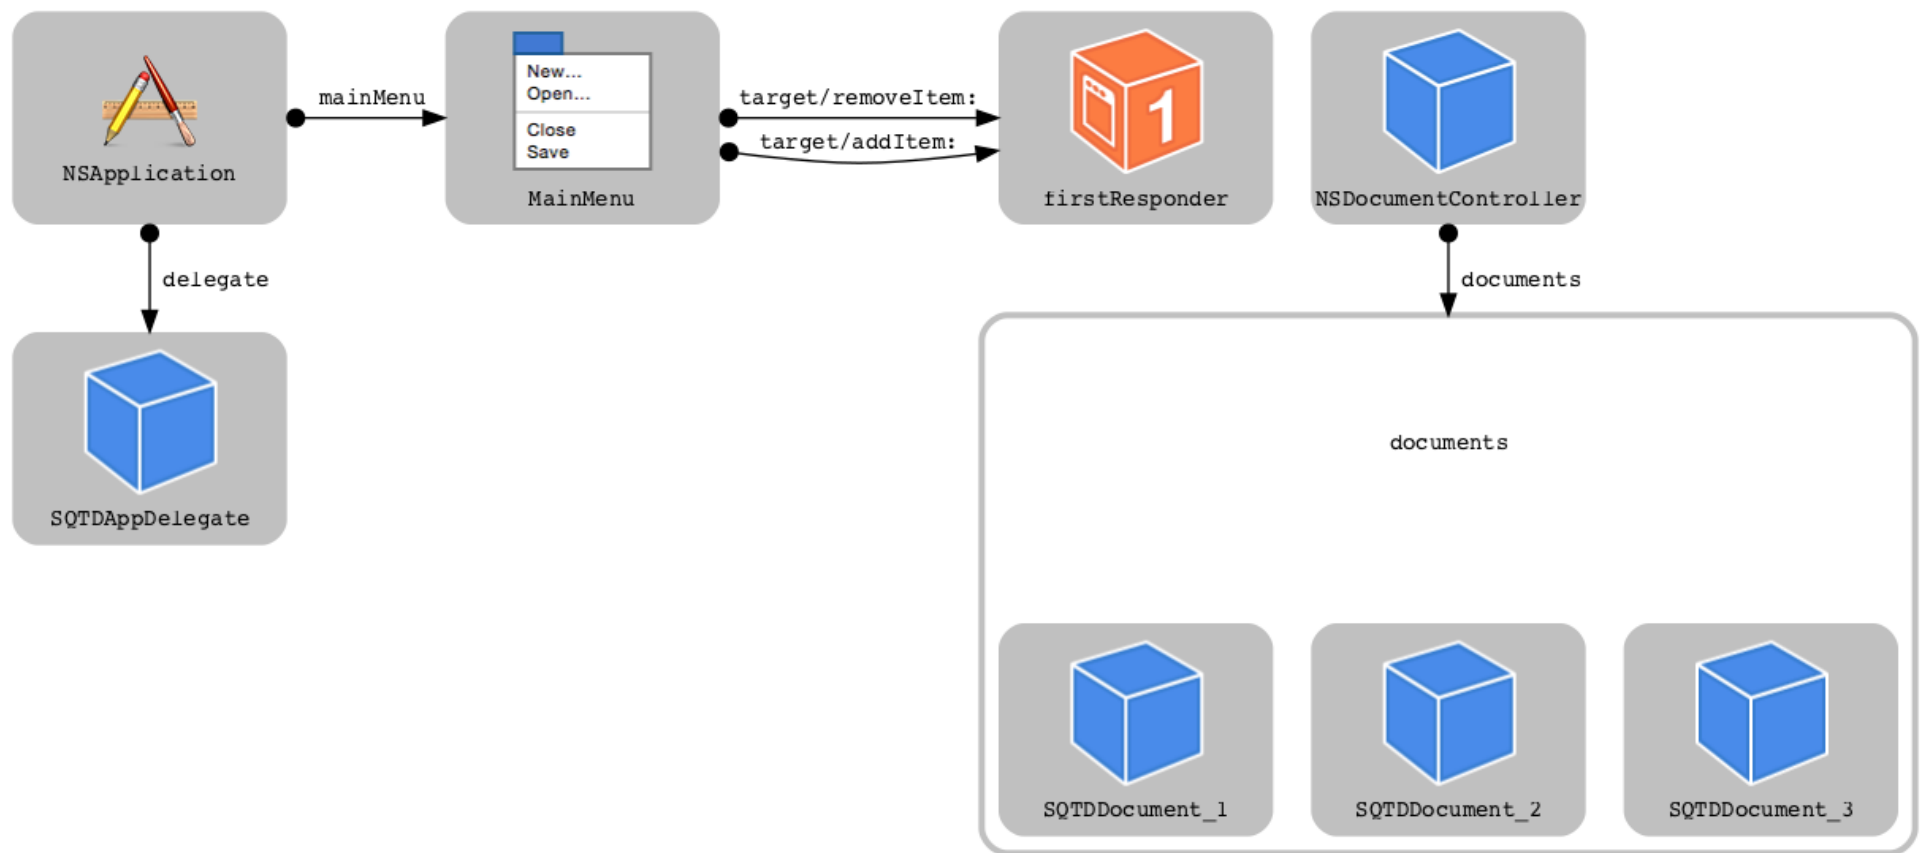 mainMenu
New...
Open...
Close
Save
target/removeItem:
target/addItem:
1
NSApplication
MainMenu
firstResponder
NSDocumentController
delegate
documents
documents
SQTDAppDelegate
SQTDDocument_1
SQTDDocument_2
SQTDDocument_3